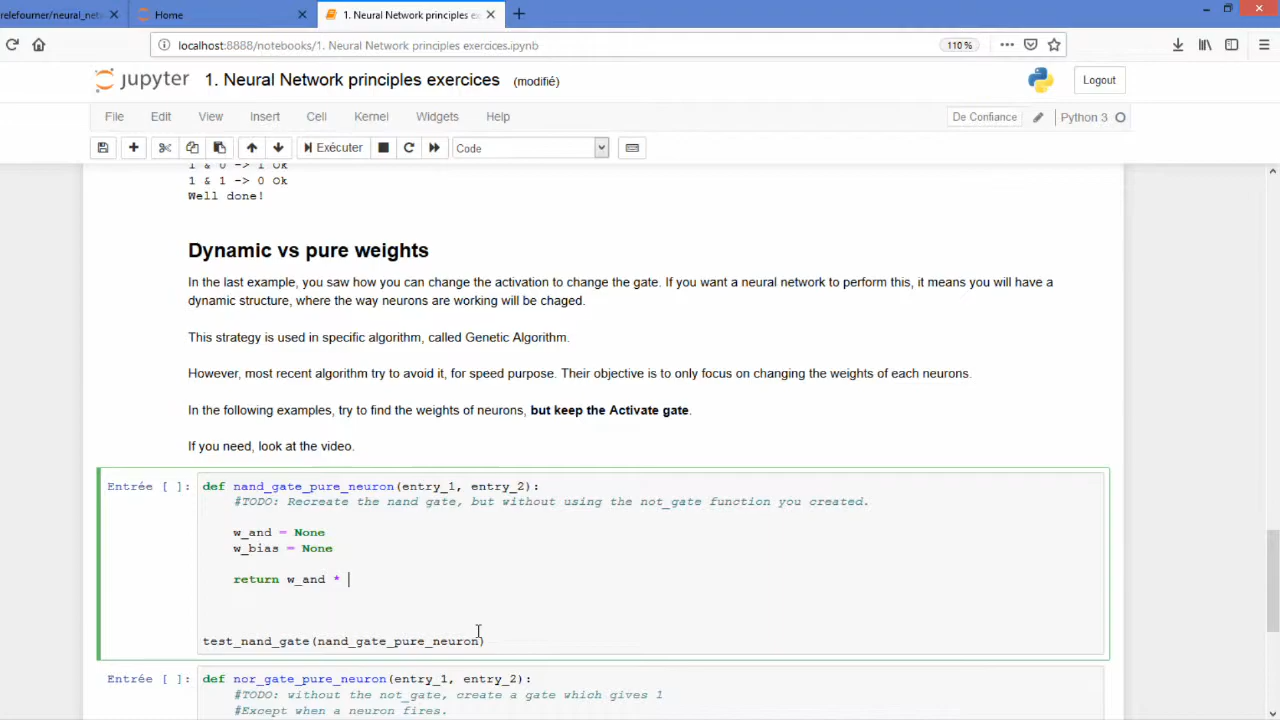 relefourner/neural_netw
Home
1. Neural Network principles exe
localhost:8888/notebooks/1. Neural Network principles exercices.ipynb
110 %
jupyter
1. Neural Network principles exercices (modifié)
Logout
File Edit View Insert Cell Kernel Widgets Help
De Confiance
Python 3
Exécuter
Code
1 & 0 -> 1 Ok
1 & 1 -> 0 Ok
Well done!
Dynamic vs pure weights
In the last example, you saw how you can change the activation to change the gate. If you want a neural network to perform this, it means you will have a
dynamic structure, where the way neurons are working will be chaged.
This strategy is used in specific algorithm, called Genetic Algorithm.
However, most recent algorithm try to avoid it, for speed purpose. Their objective is to only focus on changing the weights of each neurons.
In the following examples, try to find the weights of neurons, but keep the Activate gate.
If you need, look at the video.
Entrée [ ]: def nand_gate_pure_neuron(entry_1, entry_2):
#TODO: Recreate the nand gate, but without using the not_gate function you created.
w_and = None
w_bias = None
return w_and *
test_nand_gate(nand_gate_pure_neuron)
Entrée [ ]: def nor_gate_pure_neuron(entry_1, entry_2):
#TODO: without the not_gate, create a gate which gives 1
#Except when a neuron fires.